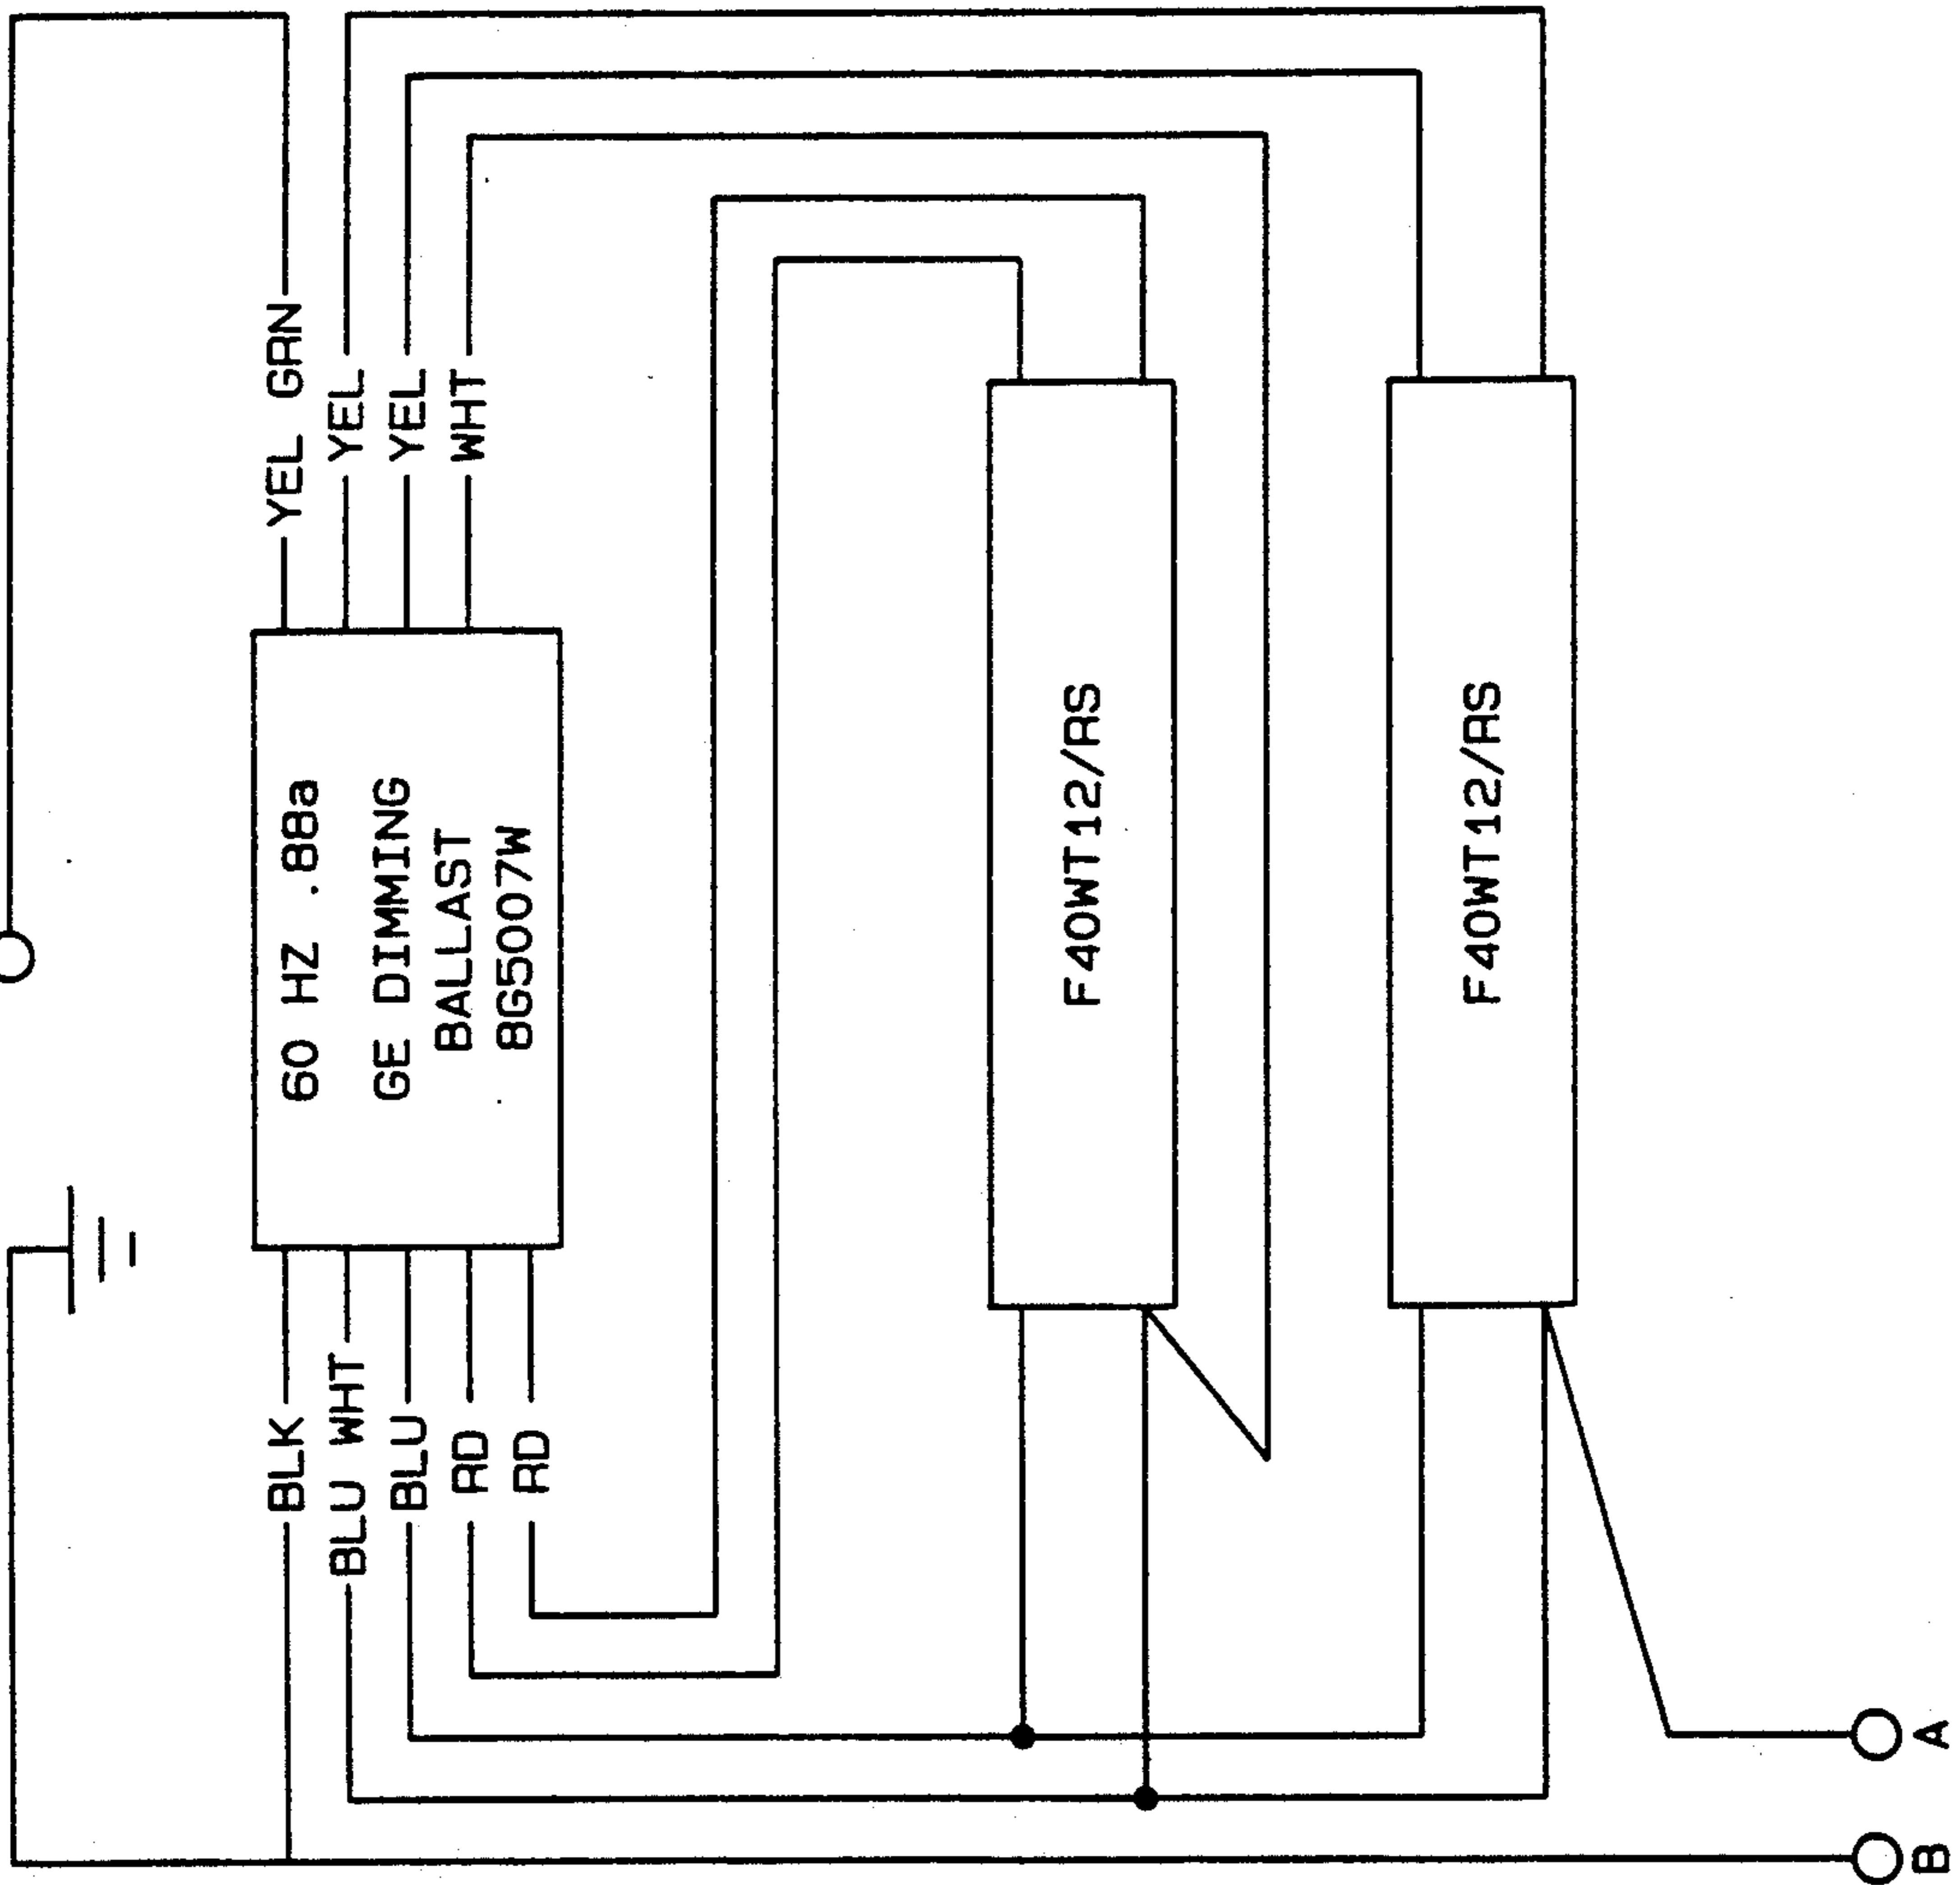 YEL GRN
YEL
YEL
WHT
60 HZ .88a
GE DIMMING
BALLAST
8G5007W
BLK
BLU WHT
BLU
RD
RD
F40WT12/RS
F40WT12/RS
A
B